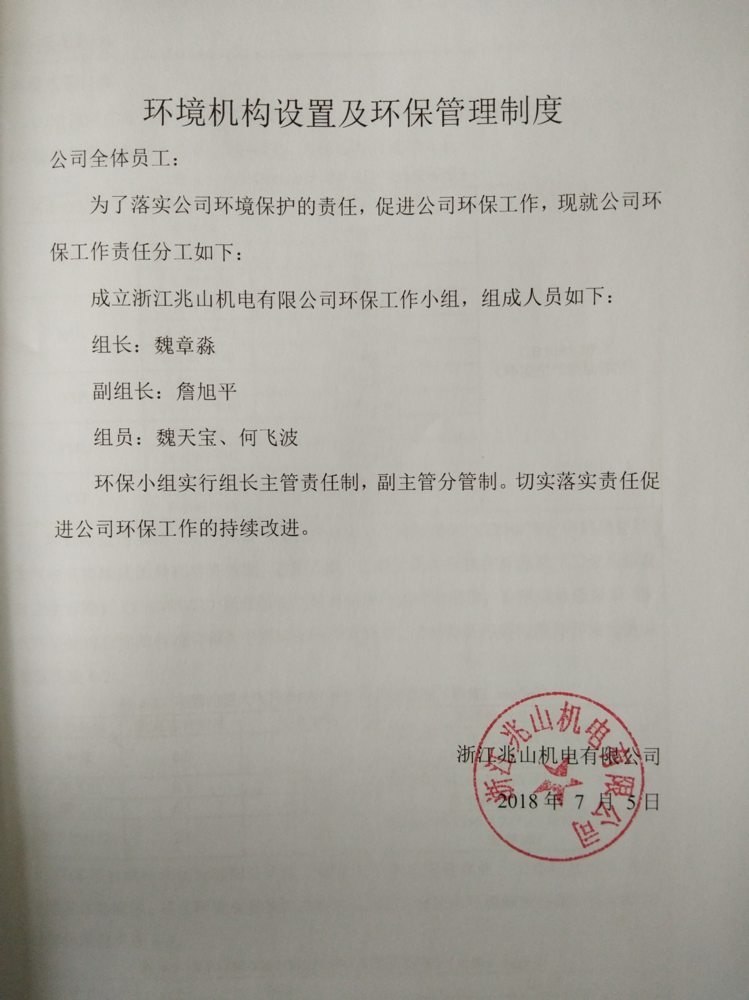 环境机构设置及环保管理制度
公司全体员工：
为了落实公司环境保护的责任，促进公司环保工作，现就公司环
保工作责任分工如下：
成立浙江兆山机电有限公司环保工作小组，组成人员如下：
组长：魏章淼
副组长：詹旭平
组员：魏天宝、何飞波
环保小组实行组长主管责任制，副主管分管制。切实落实责任促
进公司环保工作的持续改进。
浙江兆山机电有限公司
2018 年 7 月 5 日
浙江兆山机电有限公司